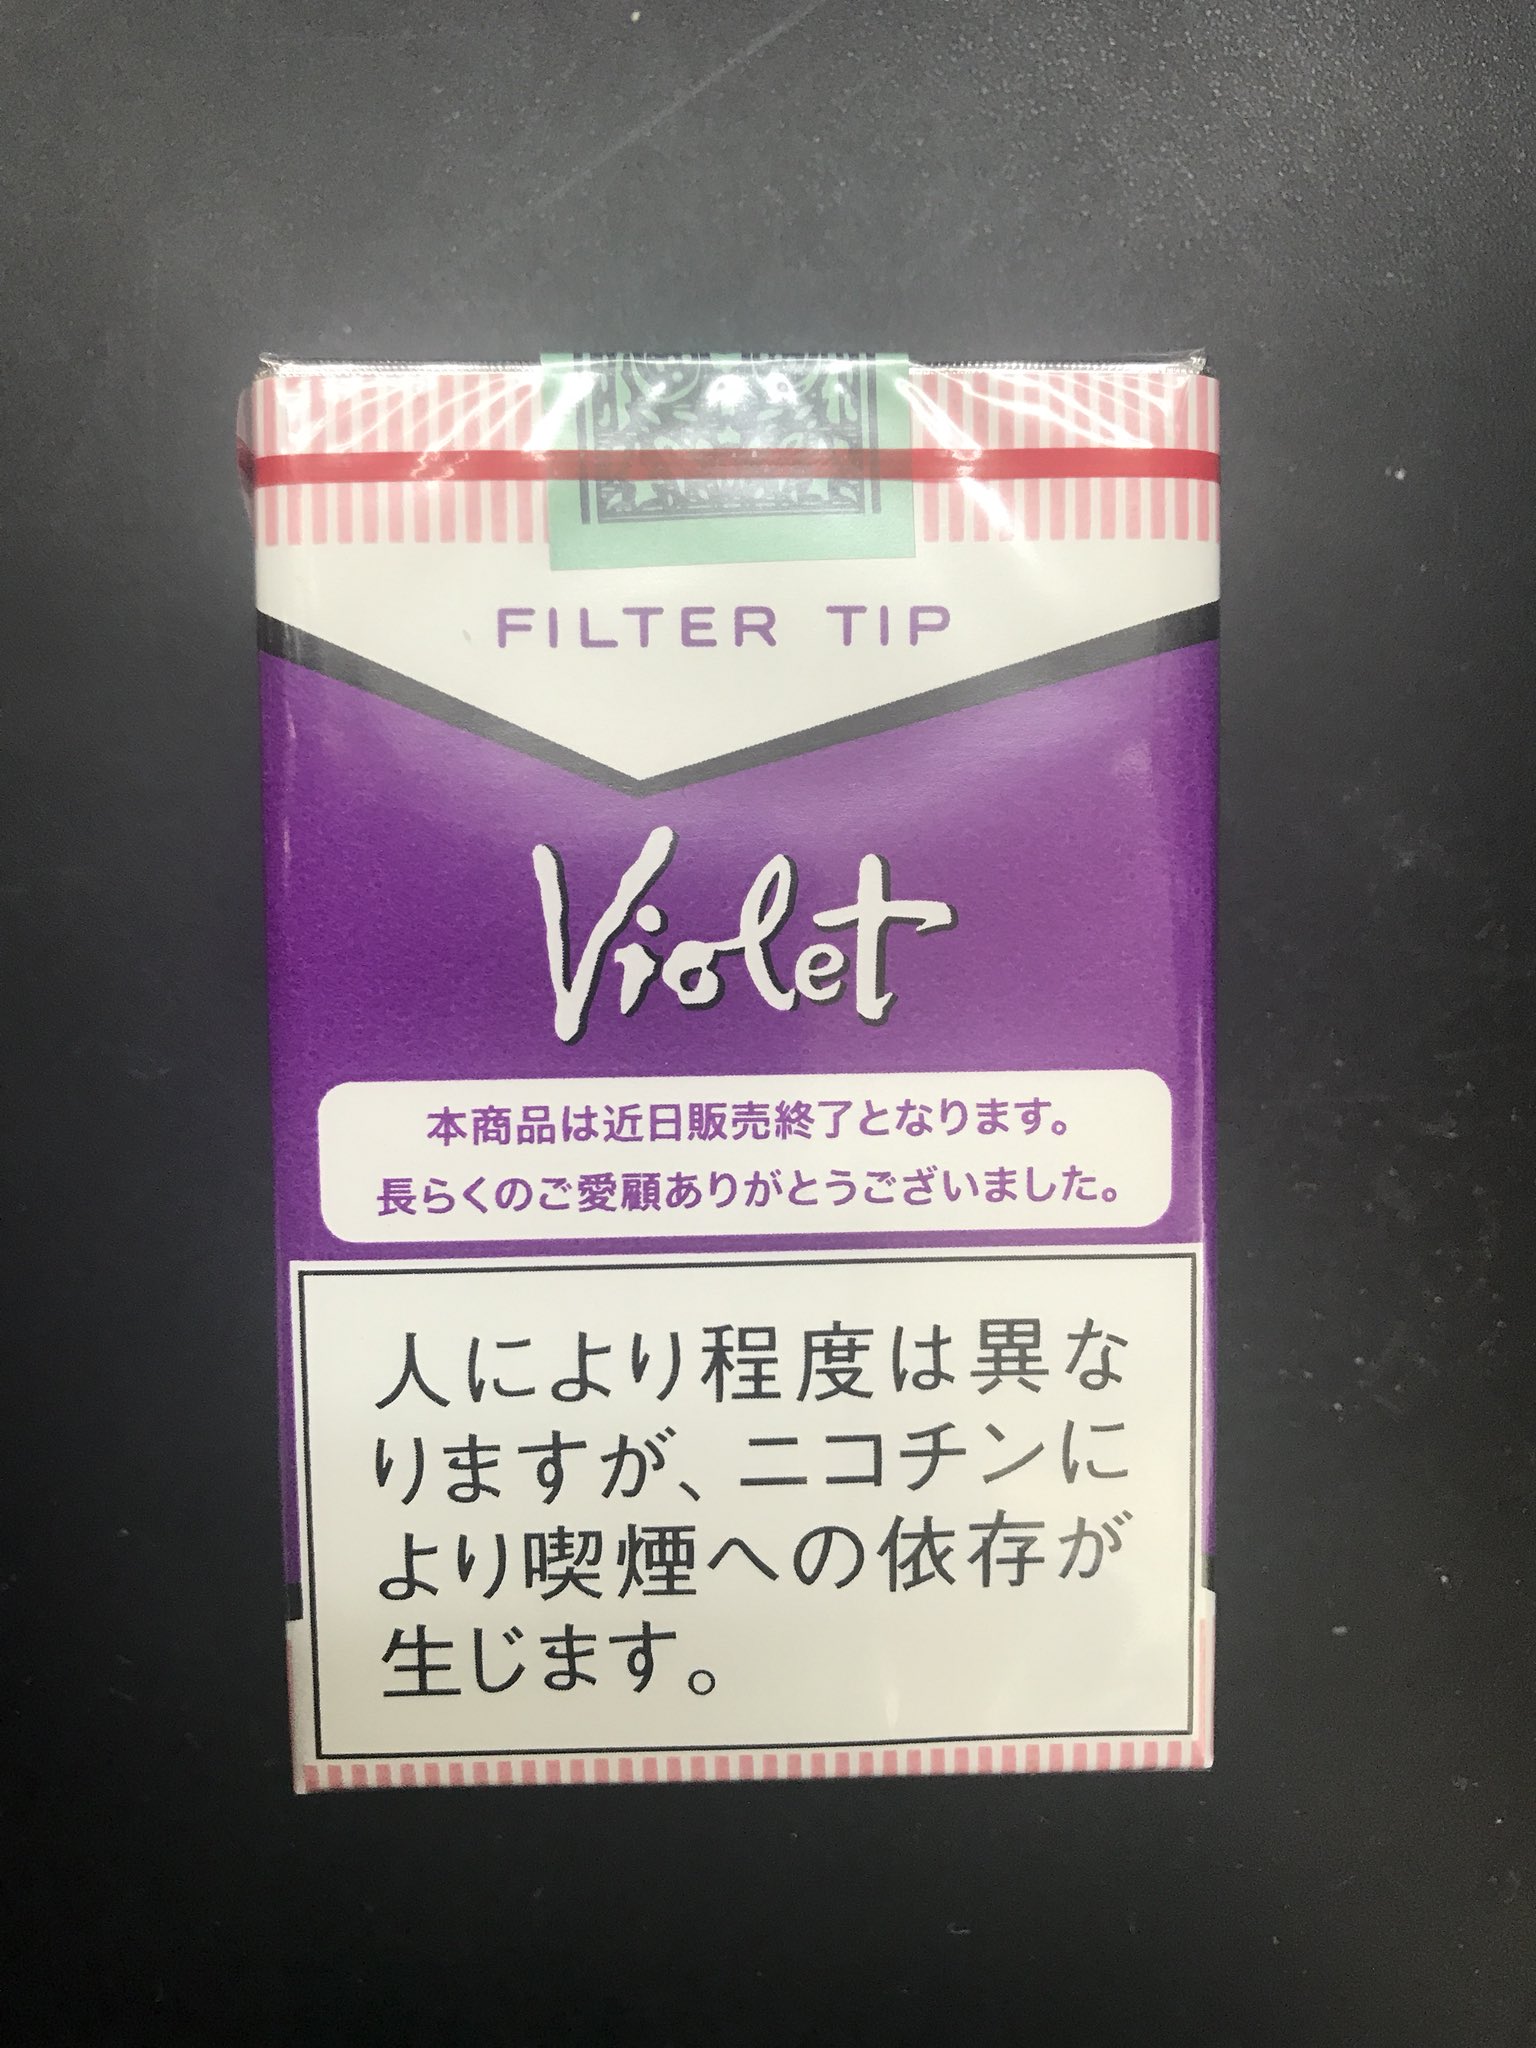 FILTER TIP
Violet
本商品は近日販売終了となります。
長らくのご愛顧ありがとうございました。
人により程度は異な
りますが、ニコチンに
より喫煙への依存が
生じます。